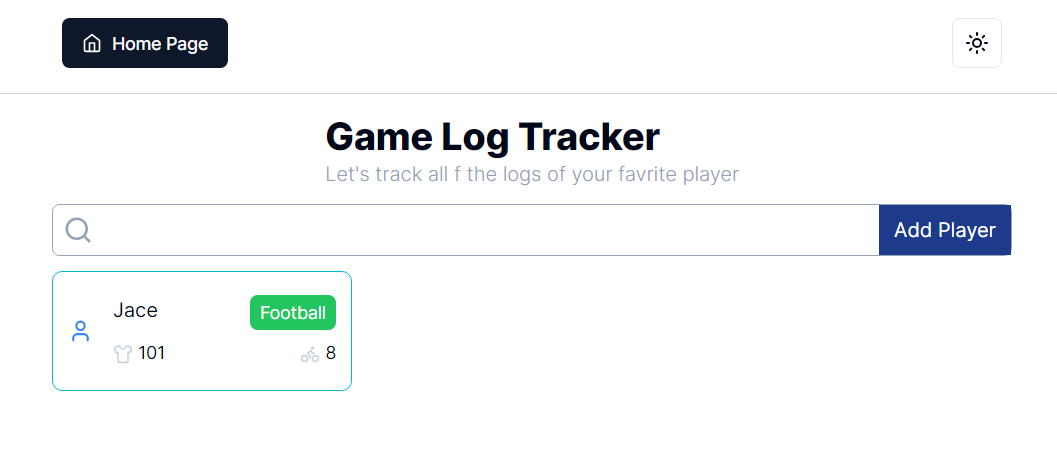 Home Page
Game Log Tracker
Let's track all f the logs of your favrite player
Add Player
Jace
Football
101
8